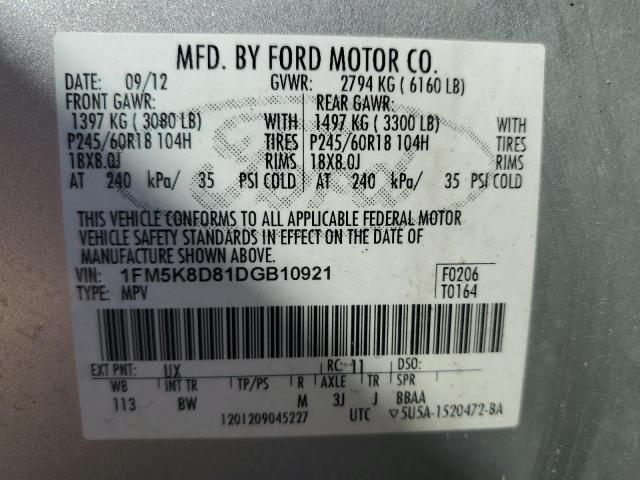 MFD. BY FORD MOTOR CO.
DATE: 09/12 GVWR: 2794 KG ( 6160 LB)
FRONT GAWR: REAR GAWR:
1397 KG ( 3080 LB) WITH 1497 KG ( 3300 LB) WITH
P245/60R18 104H TIRES P245/60R18 104H TIRES
18X8.0J RIMS 18X8.0J RIMS
AT 240 kPa/ 35 PSI COLD AT 240 kPa/ 35 PSI COLD
THIS VEHICLE CONFORMS TO ALL APPLICABLE FEDERAL MOTOR
VEHICLE SAFETY STANDARDS IN EFFECT ON THE DATE OF
MANUFACTURE SHOWN ABOVE.
VIN: 1FM5K8D81DGB10921 F0206
TYPE: MPV T0164
EXT PNT: UX RC: 11 DSO:
WB INT TR TP/PS R AXLE TR SPR
113 BW M 3J J BBAA
1201209045227 UTC ▽5U5A-1520472-BA